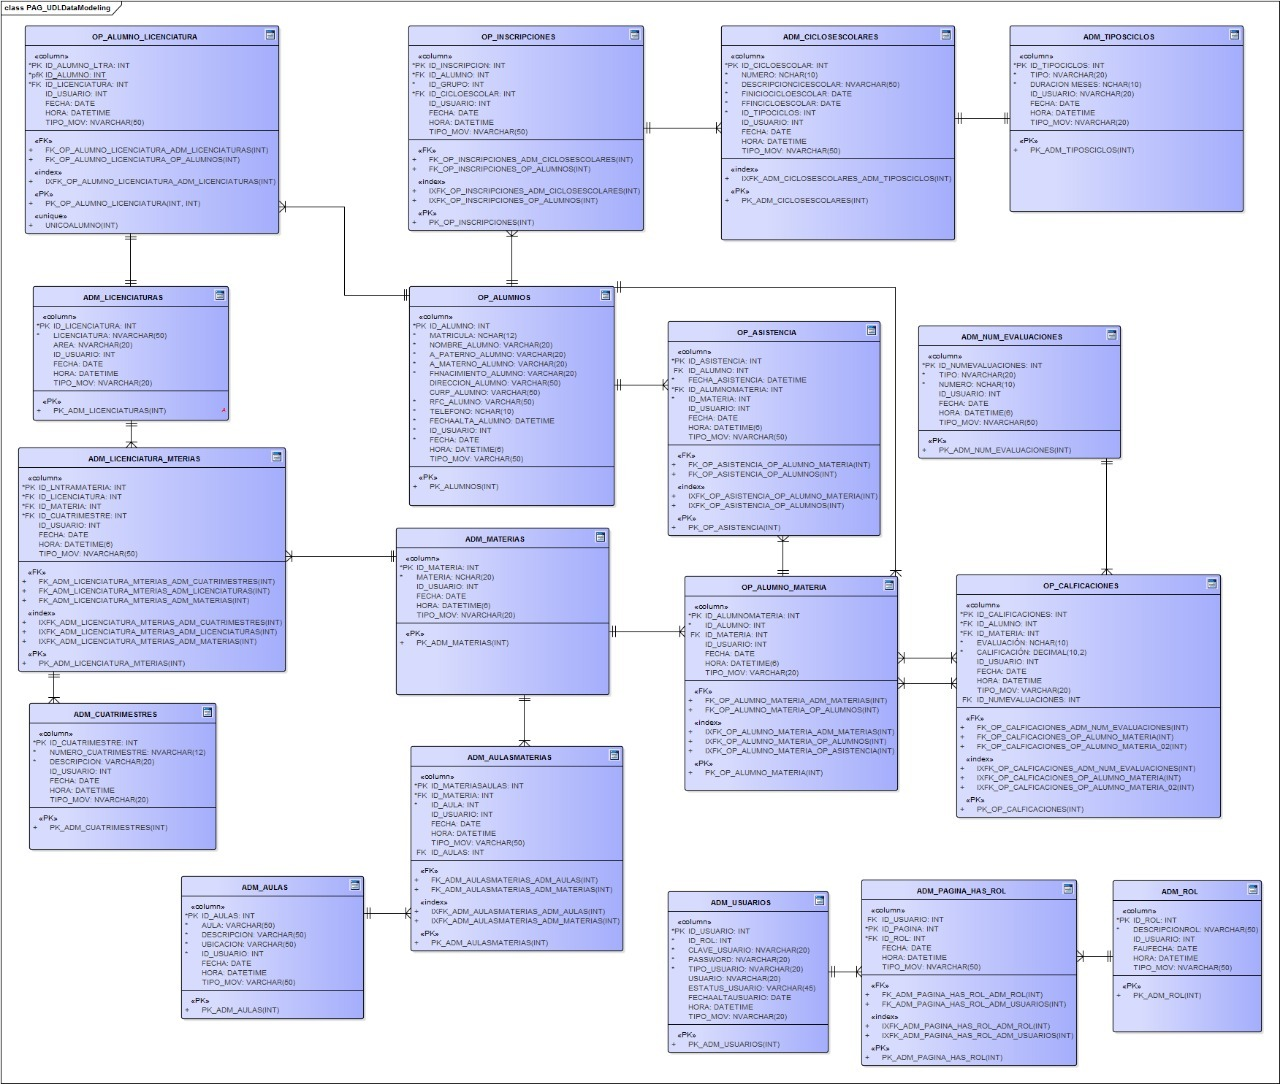 class PAG_UDLDataModeling
OP_ALUMNO_LICENCIATURA
«column»
*PK ID_ALUMNO_LTRA: INT
*pfK ID_ALUMNO: INT
*FK ID_LICENCIATURA: INT
ID_USUARIO: INT
FECHA: DATE
HORA: DATETIME
TIPO_MOV: NVARCHAR(50)
«FK»
+ FK_OP_ALUMNO_LICENCIATURA_ADM_LICENCIATURAS(INT)
+ FK_OP_ALUMNO_LICENCIATURA_OP_ALUMNOS(INT)
«index»
+ IXFK_OP_ALUMNO_LICENCIATURA_ADM_LICENCIATURAS(INT)
«PK»
+ PK_OP_ALUMNO_LICENCIATURA(INT, INT)
«unique»
+ UNICOALUMNO(INT)
OP_INSCRIPCIONES
«column»
*PK ID_INSCRIPCION: INT
*FK ID_ALUMNO: INT
* ID_GRUPO: INT
*FK ID_CICLOESCOLAR: INT
ID_USUARIO: INT
FECHA: DATE
HORA: DATETIME
TIPO_MOV: NVARCHAR(50)
«FK»
+ FK_OP_INSCRIPCIONES_ADM_CICLOSESCOLARES(INT)
+ FK_OP_INSCRIPCIONES_OP_ALUMNOS(INT)
«index»
+ IXFK_OP_INSCRIPCIONES_ADM_CICLOSESCOLARES(INT)
+ IXFK_OP_INSCRIPCIONES_OP_ALUMNOS(INT)
«PK»
+ PK_OP_INSCRIPCIONES(INT)
ADM_CICLOSESCOLARES
«column»
*PK ID_CICLOESCOLAR: INT
* NUMERO: NCHAR(10)
* DESCRIPCIONCICESCOLAR: NVARCHAR(60)
* FINICIOCICLOESCOLAR: DATE
* FFINCICLOESCOLAR: DATE
* ID_TIPOCICLOS: INT
* ID_USUARIO: INT
FECHA: DATE
HORA: DATETIME
TIPO_MOV: NVARCHAR(50)
«index»
+ IXFK_ADM_CICLOSESCOLARES_ADM_TIPOSCICLOS(INT)
«PK»
+ PK_ADM_CICLOSESCOLARES(INT)
ADM_TIPOSCICLOS
«column»
*PK ID_TIPOCICLOS: INT
* TIPO: NVARCHAR(20)
* DURACION MESES: NCHAR(10)
ID_USUARIO: NVARCHAR(20)
FECHA: DATE
HORA: DATETIME
TIPO_MOV: NVARCHAR(20)
«PK»
+ PK_ADM_TIPOSCICLOS(INT)
ADM_LICENCIATURAS
«column»
*PK ID_LICENCIATURA: INT
* LICENCIATURA: NVARCHAR(50)
AREA: NVARCHAR(20)
ID_USUARIO: INT
FECHA: DATE
HORA: DATETIME
TIPO_MOV: NVARCHAR(20)
«PK»
+ PK_ADM_LICENCIATURAS(INT)
OP_ALUMNOS
«column»
*PK ID_ALUMNO: INT
* MATRICULA: NCHAR(12)
* NOMBRE_ALUMNO: VARCHAR(20)
* A_PATERNO_ALUMNO: VARCHAR(20)
* A_MATERNO_ALUMNO: VARCHAR(20)
* FHNACIMIENTO_ALUMNO: VARCHAR(20)
DIRECCION_ALUMNO: VARCHAR(50)
CURP_ALUMNO: VARCHAR(50)
* RFC_ALUMNO: VARCHAR(50)
* TELEFONO: NCHAR(10)
* FECHAALTA_ALUMNO: DATETIME
* ID_USUARIO: INT
* FECHA: DATE
HORA: DATETIME(6)
TIPO_MOV: VARCHAR(50)
«PK»
+ PK_ALUMNOS(INT)
OP_ASISTENCIA
«column»
*PK ID_ASISTENCIA: INT
FK ID_ALUMNO: INT
* FECHA_ASISTENCIA: DATETIME
*FK ID_ALUMNOMATERIA: INT
* ID_MATERIA: INT
ID_USUARIO: INT
FECHA: DATE
HORA: DATETIME(6)
TIPO_MOV: NVARCHAR(50)
«FK»
+ FK_OP_ASISTENCIA_OP_ALUMNO_MATERIA(INT)
+ FK_OP_ASISTENCIA_OP_ALUMNOS(INT)
«index»
+ IXFK_OP_ASISTENCIA_OP_ALUMNO_MATERIA(INT)
+ IXFK_OP_ASISTENCIA_OP_ALUMNOS(INT)
«PK»
+ PK_OP_ASISTENCIA(INT)
ADM_NUM_EVALUACIONES
«column»
*PK ID_NUMEVALUACIONES: INT
* TIPO: NVARCHAR(20)
* NUMERO: NCHAR(10)
ID_USUARIO: INT
FECHA: DATE
HORA: DATETIME(6)
TIPO_MOV: NVARCHAR(50)
«PK»
+ PK_ADM_NUM_EVALUACIONES(INT)
ADM_LICENCIATURA_MTERIAS
«column»
*PK ID_LNTRAMATERIA: INT
*FK ID_LICENCIATURA: INT
*FK ID_MATERIA: INT
*FK ID_CUATRIMESTRE: INT
ID_USUARIO: INT
FECHA: DATE
HORA: DATETIME(6)
TIPO_MOV: NVARCHAR(50)
«FK»
+ FK_ADM_LICENCIATURA_MTERIAS_ADM_CUATRIMESTRES(INT)
+ FK_ADM_LICENCIATURA_MTERIAS_ADM_LICENCIATURAS(INT)
+ FK_ADM_LICENCIATURA_MTERIAS_ADM_MATERIAS(INT)
«index»
+ IXFK_ADM_LICENCIATURA_MTERIAS_ADM_CUATRIMESTRES(INT)
+ IXFK_ADM_LICENCIATURA_MTERIAS_ADM_LICENCIATURAS(INT)
+ IXFK_ADM_LICENCIATURA_MTERIAS_ADM_MATERIAS(INT)
«PK»
+ PK_ADM_LICENCIATURA_MTERIAS(INT)
ADM_MATERIAS
«column»
*PK ID_MATERIA: INT
* MATERIA: NCHAR(20)
ID_USUARIO: INT
FECHA: DATE
HORA: DATETIME(6)
TIPO_MOV: NVARCHAR(20)
«PK»
+ PK_ADM_MATERIAS(INT)
OP_ALUMNO_MATERIA
«column»
*PK ID_ALUMNOMATERIA: INT
* ID_ALUMNO: INT
FK ID_MATERIA: INT
ID_USUARIO: INT
FECHA: DATE
HORA: DATETIME(6)
TIPO_MOV: NVARCHAR(20)
«FK»
+ FK_OP_ALUMNO_MATERIA_ADM_MATERIAS(INT)
+ FK_OP_ALUMNO_MATERIA_OP_ALUMNOS(INT)
«index»
+ IXFK_OP_ALUMNO_MATERIA_ADM_MATERIAS(INT)
+ IXFK_OP_ALUMNO_MATERIA_OP_ALUMNOS(INT)
+ IXFK_OP_ALUMNO_MATERIA_OP_ASISTENCIA(INT)
«PK»
+ PK_OP_ALUMNO_MATERIA(INT)
OP_CALFICACIONES
«column»
*PK ID_CALIFICACIONES: INT
*FK ID_ALUMNO: INT
*FK ID_MATERIA: INT
* EVALUACIÓN: NCHAR(10)
* CALIFICACIÓN: DECIMAL(10,2)
ID_USUARIO: INT
FECHA: DATE
HORA: DATETIME
TIPO_MOV: VARCHAR(20)
FK ID_NUMEVALUACIONES: INT
«FK»
+ FK_OP_CALFICACIONES_ADM_NUM_EVALUACIONES(INT)
+ FK_OP_CALFICACIONES_OP_ALUMNO_MATERIA(INT)
+ FK_OP_CALFICACIONES_OP_ALUMNO_MATERIA_02(INT)
«index»
+ IXFK_OP_CALFICACIONES_ADM_NUM_EVALUACIONES(INT)
+ IXFK_OP_CALFICACIONES_OP_ALUMNO_MATERIA(INT)
+ IXFK_OP_CALFICACIONES_OP_ALUMNO_MATERIA_02(INT)
«PK»
+ PK_OP_CALFICACIONES(INT)
ADM_CUATRIMESTRES
«column»
*PK ID_CUATRIMESTRE: INT
* NUMERO_CUATRIMESTRE: NVARCHAR(12)
* DESCRIPCION: VARCHAR(20)
ID_USUARIO: INT
FECHA: DATE
HORA: DATETIME
TIPO_MOV: NVARCHAR(20)
«PK»
+ PK_ADM_CUATRIMESTRES(INT)
ADM_AULASMATERIAS
«column»
*PK ID_MATERIASAULAS: INT
*FK ID_MATERIA: INT
* ID_AULA: INT
ID_USUARIO: INT
FECHA: DATE
HORA: DATETIME
TIPO_MOV: VARCHAR(50)
FK ID_AULAS: INT
«FK»
+ FK_ADM_AULASMATERIAS_ADM_AULAS(INT)
+ FK_ADM_AULASMATERIAS_ADM_MATERIAS(INT)
«index»
+ IXFK_ADM_AULASMATERIAS_ADM_AULAS(INT)
+ IXFK_ADM_AULASMATERIAS_ADM_MATERIAS(INT)
«PK»
+ PK_ADM_AULASMATERIAS(INT)
ADM_AULAS
«column»
*PK ID_AULAS: INT
* AULA: VARCHAR(50)
* DESCRIPCION: VARCHAR(50)
* UBICACION: VARCHAR(50)
* ID_USUARIO: INT
FECHA: DATE
HORA: DATETIME
TIPO_MOV: VARCHAR(50)
«PK»
+ PK_ADM_AULAS(INT)
ADM_USUARIOS
«column»
*PK ID_USUARIO: INT
* ID_ROL: INT
* CLAVE_USUARIO: NVARCHAR(20)
* PASSWORD: NVARCHAR(20)
* TIPO_USUARIO: NVARCHAR(20)
USUARIO: NVARCHAR(20)
ESTATUS_USUARIO: VARCHAR(45)
FECHAALTAUSUARIO: DATE
HORA: DATETIME
TIPO_MOV: NVARCHAR(20)
«PK»
+ PK_ADM_USUARIOS(INT)
ADM_PAGINA_HAS_ROL
«column»
FK ID_USUARIO: INT
*PK ID_PAGINA: INT
*FK ID_ROL: INT
FECHA: DATE
HORA: DATETIME
TIPO_MOV: NVARCHAR(50)
«FK»
+ FK_ADM_PAGINA_HAS_ROL_ADM_ROL(INT)
+ FK_ADM_PAGINA_HAS_ROL_ADM_USUARIOS(INT)
«index»
+ IXFK_ADM_PAGINA_HAS_ROL_ADM_ROL(INT)
+ IXFK_ADM_PAGINA_HAS_ROL_ADM_USUARIOS(INT)
«PK»
+ PK_ADM_PAGINA_HAS_ROL(INT)
ADM_ROL
«column»
*PK ID_ROL: INT
* DESCRIPCIONROL: NVARCHAR(50)
ID_USUARIO: INT
FAUFECHA: DATE
HORA: DATETIME
TIPO_MOV: NVARCHAR(50)
«PK»
+ PK_ADM_ROL(INT)